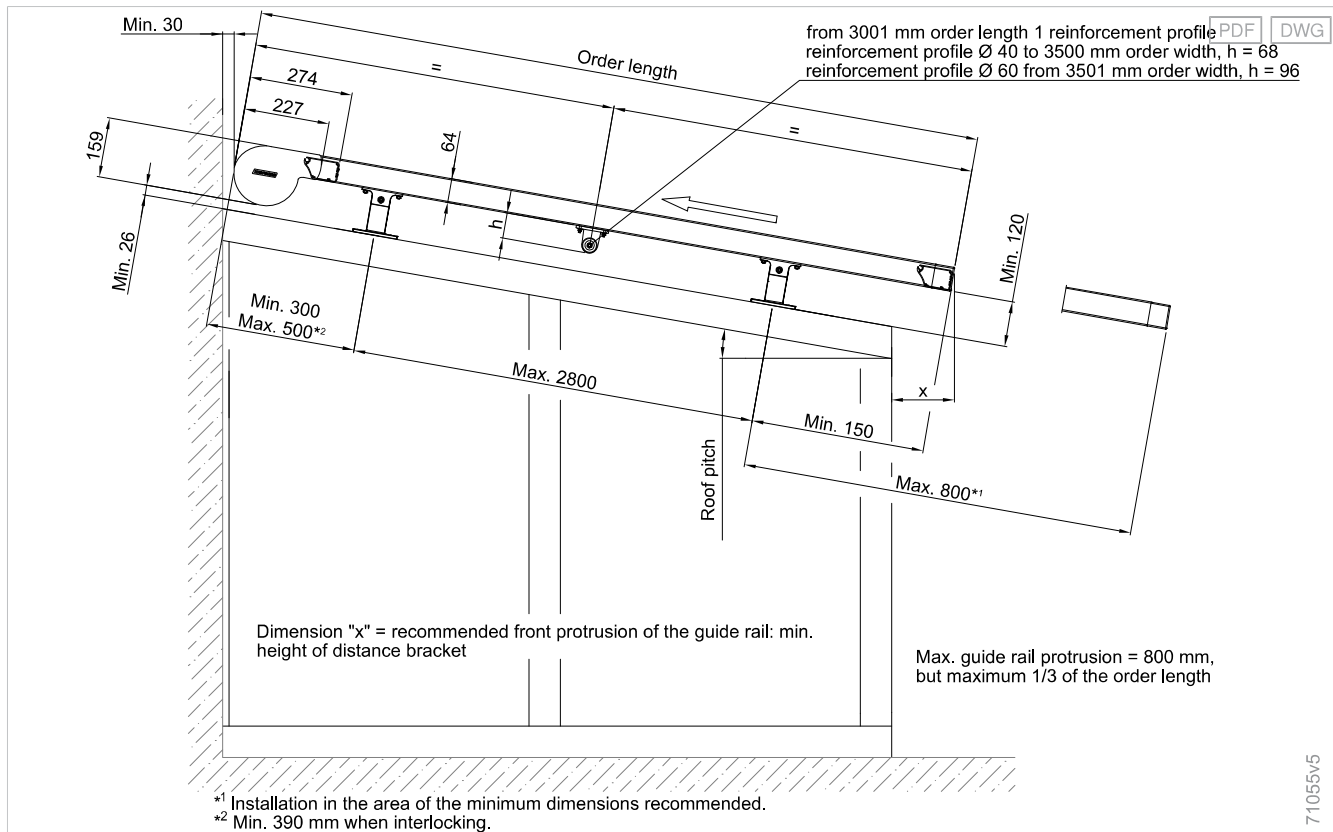 PDF
DWG
Min. 30
from 3001 mm order length 1 reinforcement profile
reinforcement profile Ø 40 to 3500 mm order width, h = 68
reinforcement profile Ø 60 from 3501 mm order width, h = 96
Order length
=
=
274
227
159
64
h
Min. 26
Min. 120
Min. 300
Max. 500*2
Max. 2800
x
Min. 150
Roof pitch
Max. 800*1
Dimension "x" = recommended front protrusion of the guide rail: min.
height of distance bracket
Max. guide rail protrusion = 800 mm,
but maximum 1/3 of the order length
*1 Installation in the area of the minimum dimensions recommended.
*2 Min. 390 mm when interlocking.
71055v5